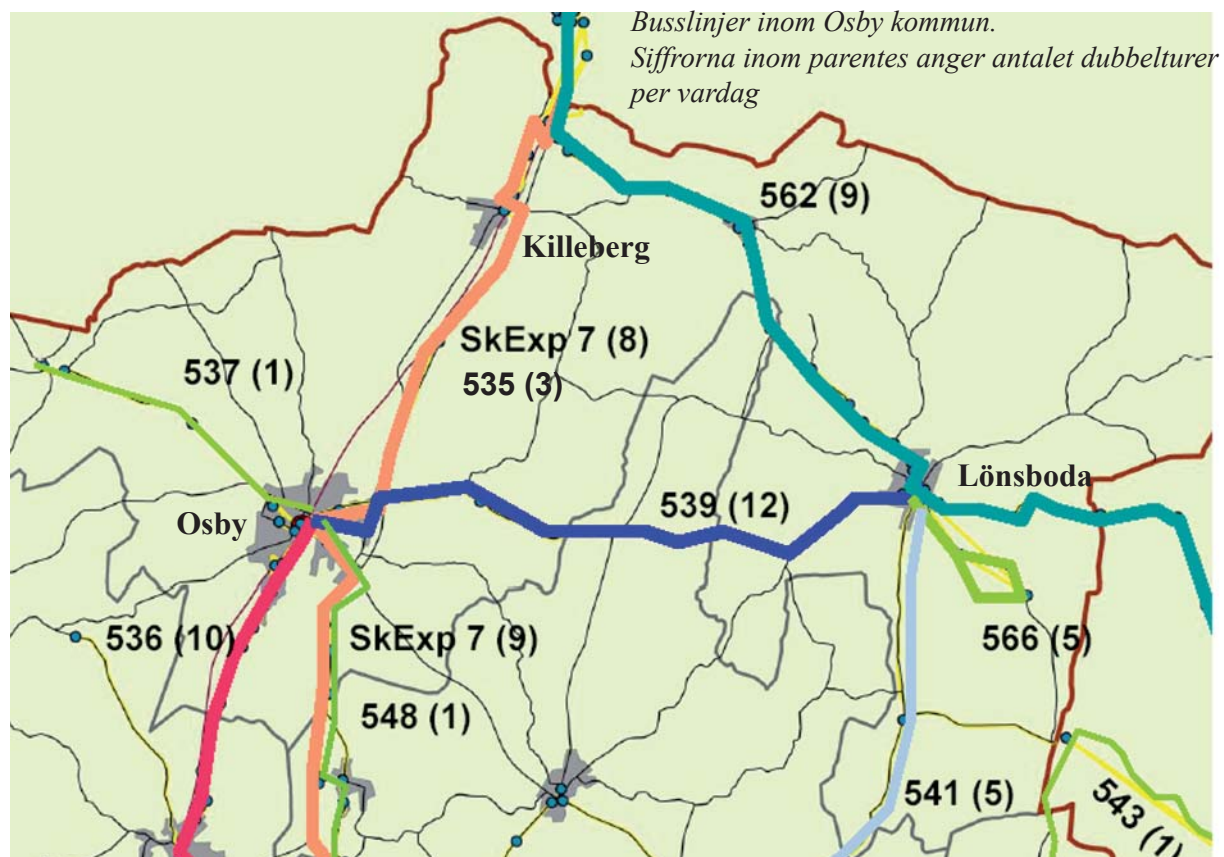 Busslinjer inom Osby kommun.
Siffrorna inom parentes anger antalet dubbelturer
per vardag
562 (9)
Killeberg
SkExp 7 (8)
535 (3)
537 (1)
Lönsboda
Osby
539 (12)
536 (10)
SkExp 7 (9)
566 (5)
548 (1)
541 (5)
543 (1)